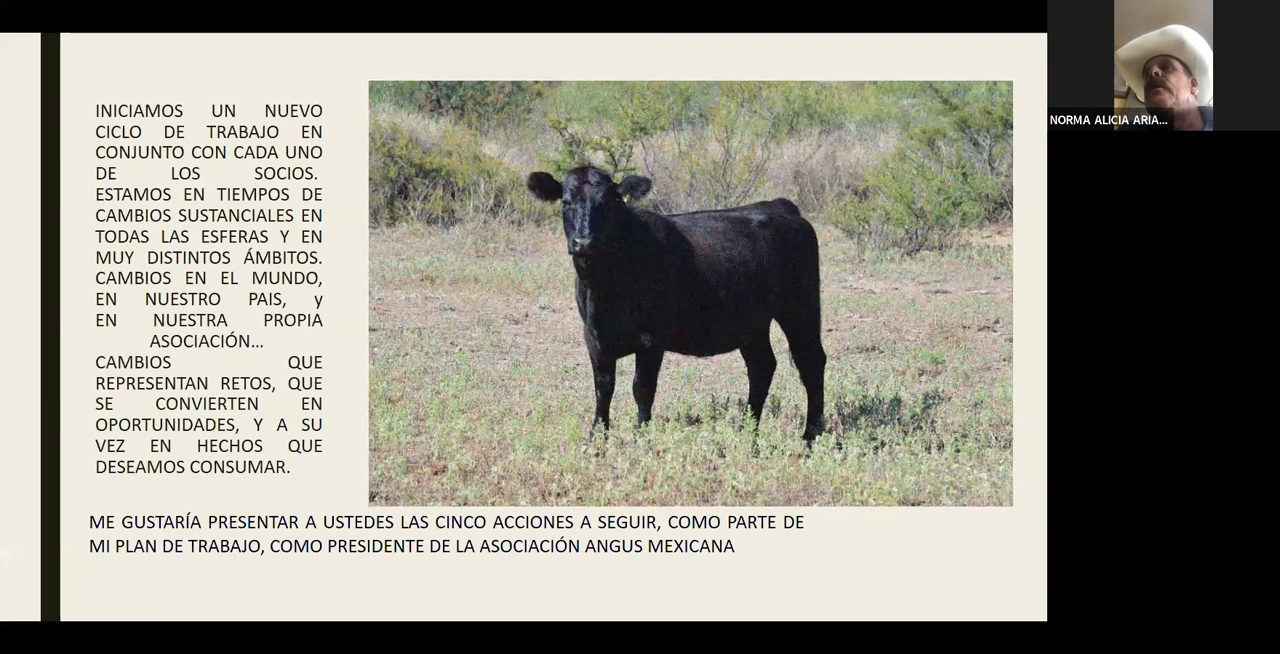 INICIAMOS UN NUEVO
CICLO DE TRABAJO EN
CONJUNTO CON CADA UNO
DE LOS SOCIOS.
ESTAMOS EN TIEMPOS DE
CAMBIOS SUSTANCIALES EN
TODAS LAS ESFERAS Y EN
MUY DISTINTOS ÁMBITOS.
CAMBIOS EN EL MUNDO,
EN NUESTRO PAIS, y
EN NUESTRA PROPIA
ASOCIACIÓN...
CAMBIOS QUE
REPRESENTAN RETOS, QUE
SE CONVIERTEN EN
OPORTUNIDADES, Y A SU
VEZ EN HECHOS QUE
DESEAMOS CONSUMAR.
ME GUSTARÍA PRESENTAR A USTEDES LAS CINCO ACCIONES A SEGUIR, COMO PARTE DE
MI PLAN DE TRABAJO, COMO PRESIDENTE DE LA ASOCIACIÓN ANGUS MEXICANA
NORMA ALICIA ARIA...